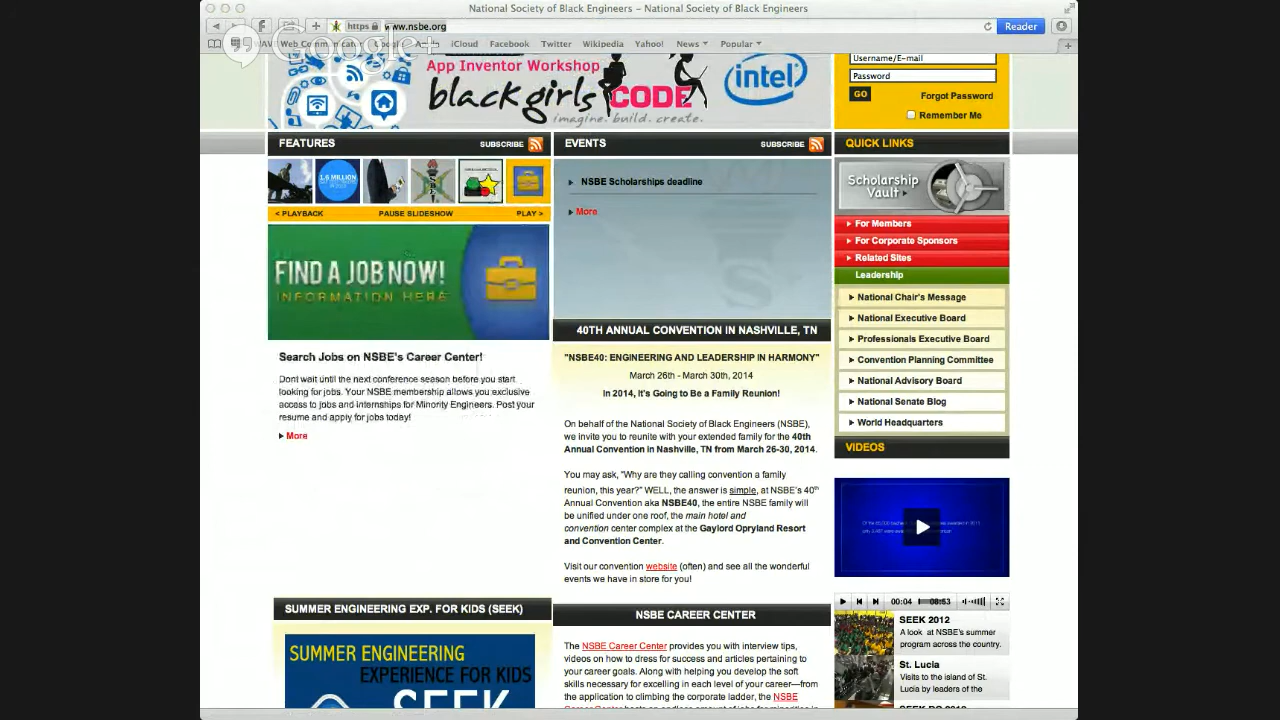 National Society of Black Engineers – National Society of Black Engineers
https
www.nsbe.org
Reader
Google+
Google
iCloud
Facebook
Twitter
Wikipedia
Yahoo!
News
Popular
App Inventor Workshop
black girls
CODE
imagine. build. create.
intel
Username/E-mail
Password
GO
Forgot Password
Remember Me
FEATURES
SUBSCRIBE
1.6 MILLION
< PLAYBACK
PAUSE SLIDESHOW
PLAY >
FIND A JOB NOW!
INFORMATION HERE
Search Jobs on NSBE's Career Center!
Dont wait until the next conference season before you start
looking for jobs. Your NSBE membership allows you exclusive
access to jobs and internships for Minority Engineers. Post your
resume and apply for jobs today!
More
SUMMER ENGINEERING EXP. FOR KIDS (SEEK)
SUMMER ENGINEERING
EXPERIENCE FOR KIDS
SEEK
EVENTS
SUBSCRIBE
NSBE Scholarships deadline
More
40TH ANNUAL CONVENTION IN NASHVILLE, TN
"NSBE40: ENGINEERING AND LEADERSHIP IN HARMONY"
March 26th - March 30th, 2014
In 2014, It's Going to Be a Family Reunion!
On behalf of the National Society of Black Engineers (NSBE),
we invite you to reunite with your extended family for the 40th
Annual Convention in Nashville, TN from March 26-30, 2014.
You may ask, "Why are they calling convention a family
reunion, this year?" WELL, the answer is simple, at NSBE's 40th
Annual Convention aka NSBE40, the entire NSBE family will
be unified under one roof, the main hotel and
convention center complex at the Gaylord Opryland Resort
and Convention Center.
Visit our convention website (often) and see all the wonderful
events we have in store for you!
NSBE CAREER CENTER
The NSBE Career Center provides you with interview tips,
videos on how to dress for success and articles pertaining to
your career goals. Along with helping you develop the soft
skills necessary for excelling in each level of your career—from
the application to climbing the corporate ladder, the NSBE
QUICK LINKS
Scholarship
Vault
For Members
For Corporate Sponsors
Related Sites
Leadership
National Chair's Message
National Executive Board
Professionals Executive Board
Convention Planning Committee
National Advisory Board
National Senate Blog
World Headquarters
VIDEOS
00:04
08:53
SEEK 2012
A look at NSBE's summer
program across the country.
St. Lucia
Visits to the island of St.
Lucia by leaders of the